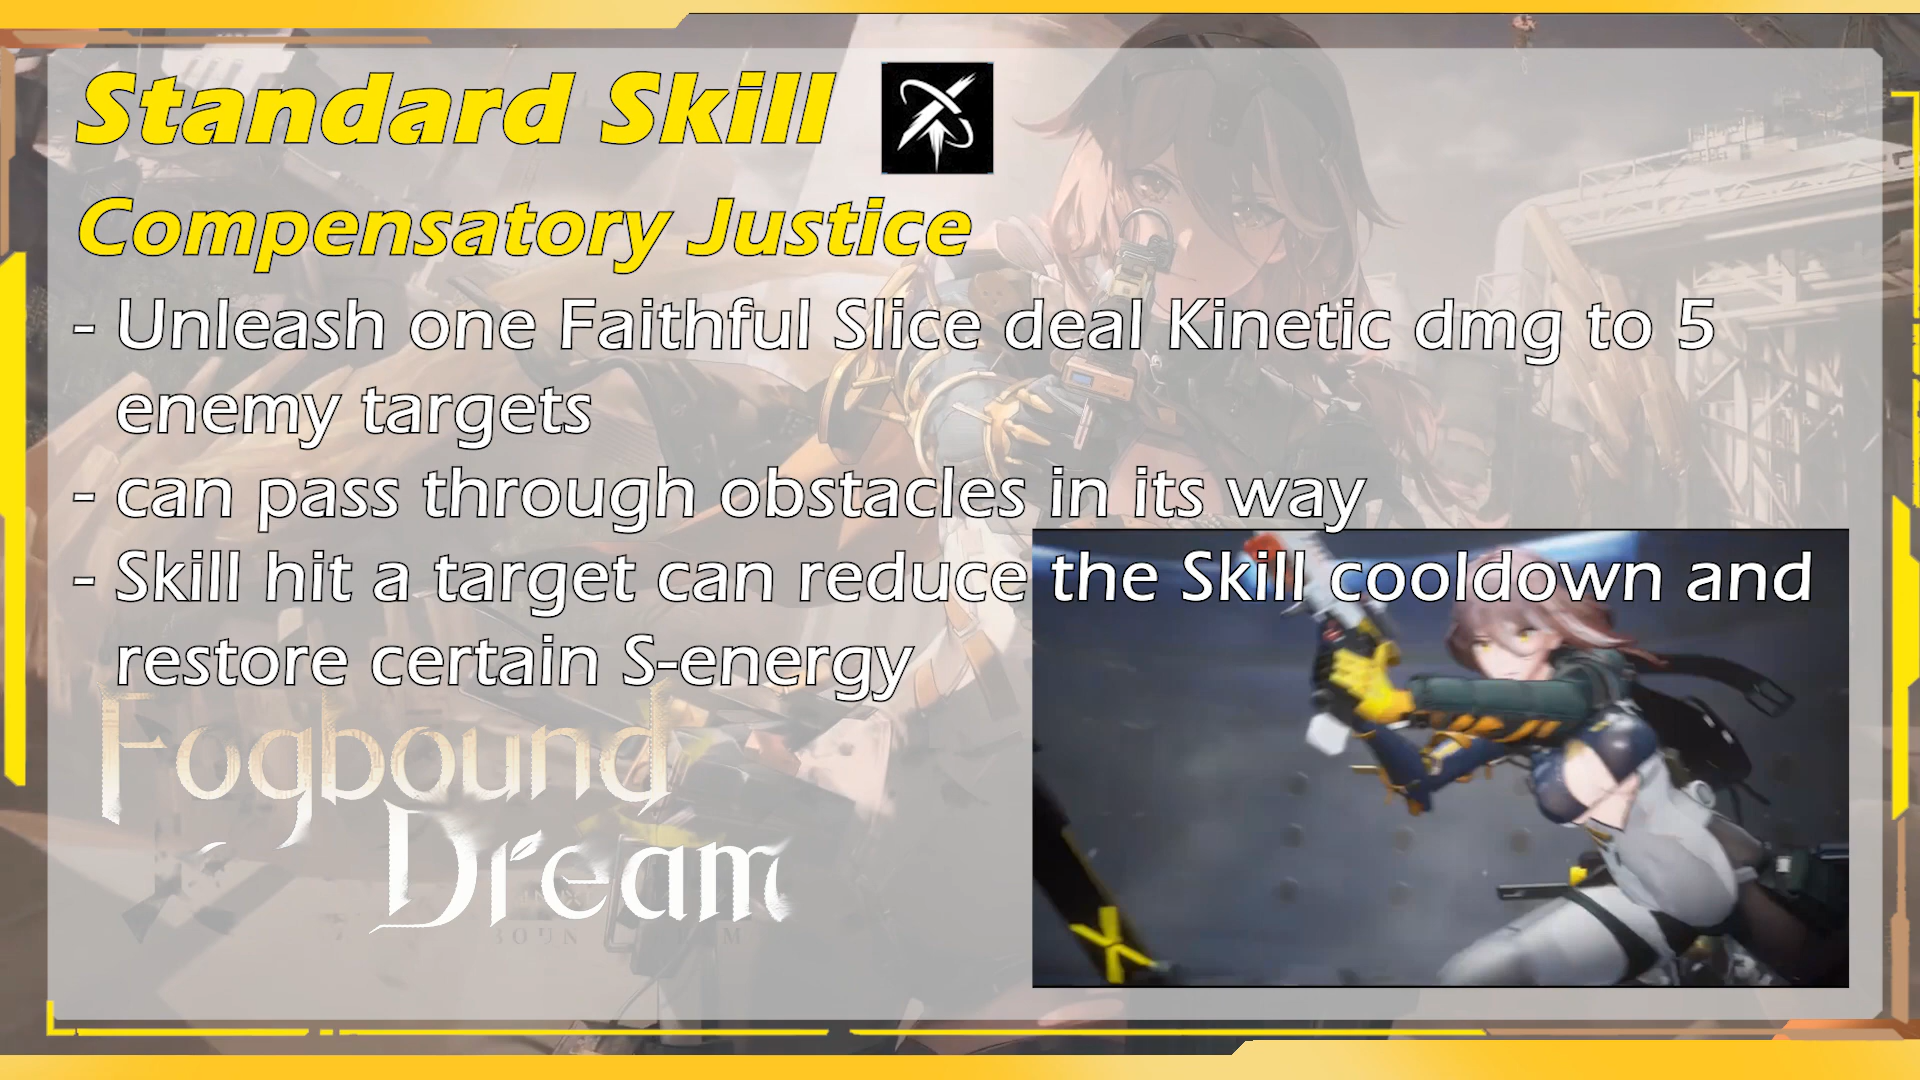 Standard Skill
Compensatory Justice
- Unleash one Faithful Slice deal Kinetic dmg to 5
enemy targets
- can pass through obstacles in its way
- Skill hit a target can reduce the Skill cooldown and
restore certain S-energy
Fogbound
Dream